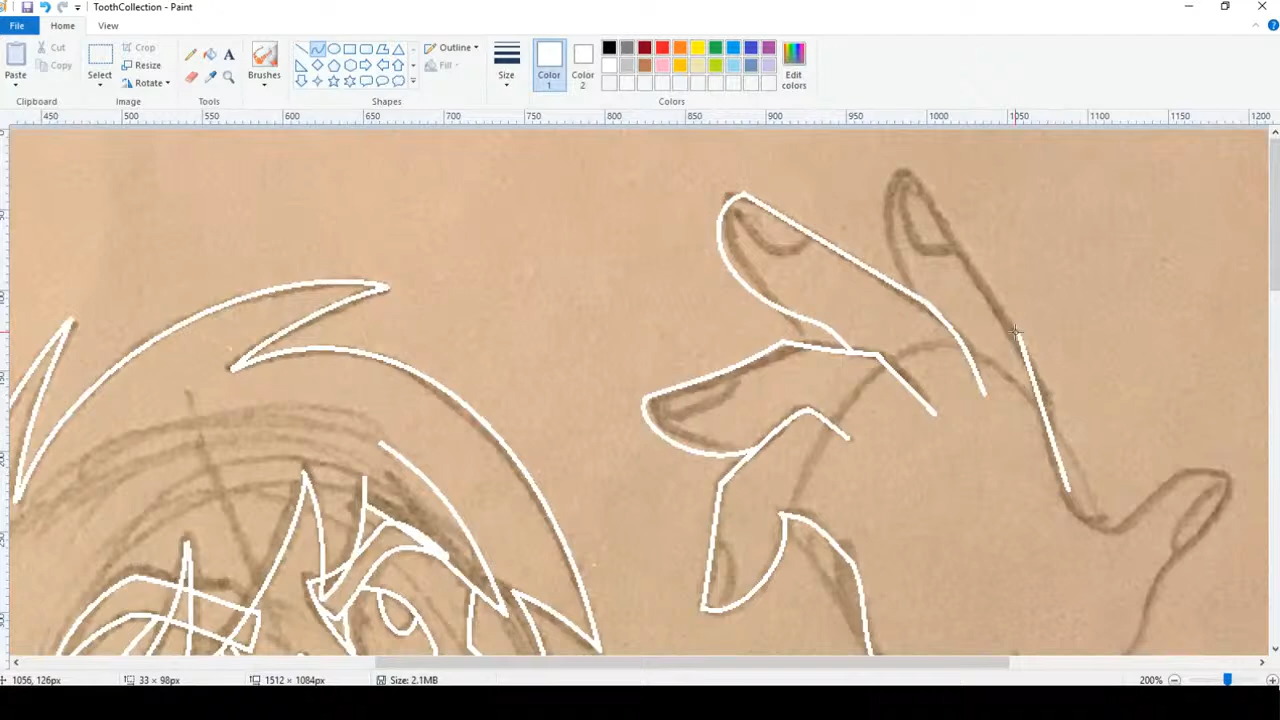 ToothCollection - Paint
File Home View
Paste Cut Copy Clipboard
Select Crop Resize Rotate Image
A Tools
Brushes
Shapes Outline Fill
Size
Color 1
Color 2
Edit colors
Colors
450 500 550 600 650 700 750 800 850 900 950 1000 1050 1100 1150 1200
1056, 126px 33 × 98px 1512 × 1084px Size: 2.1MB 200%